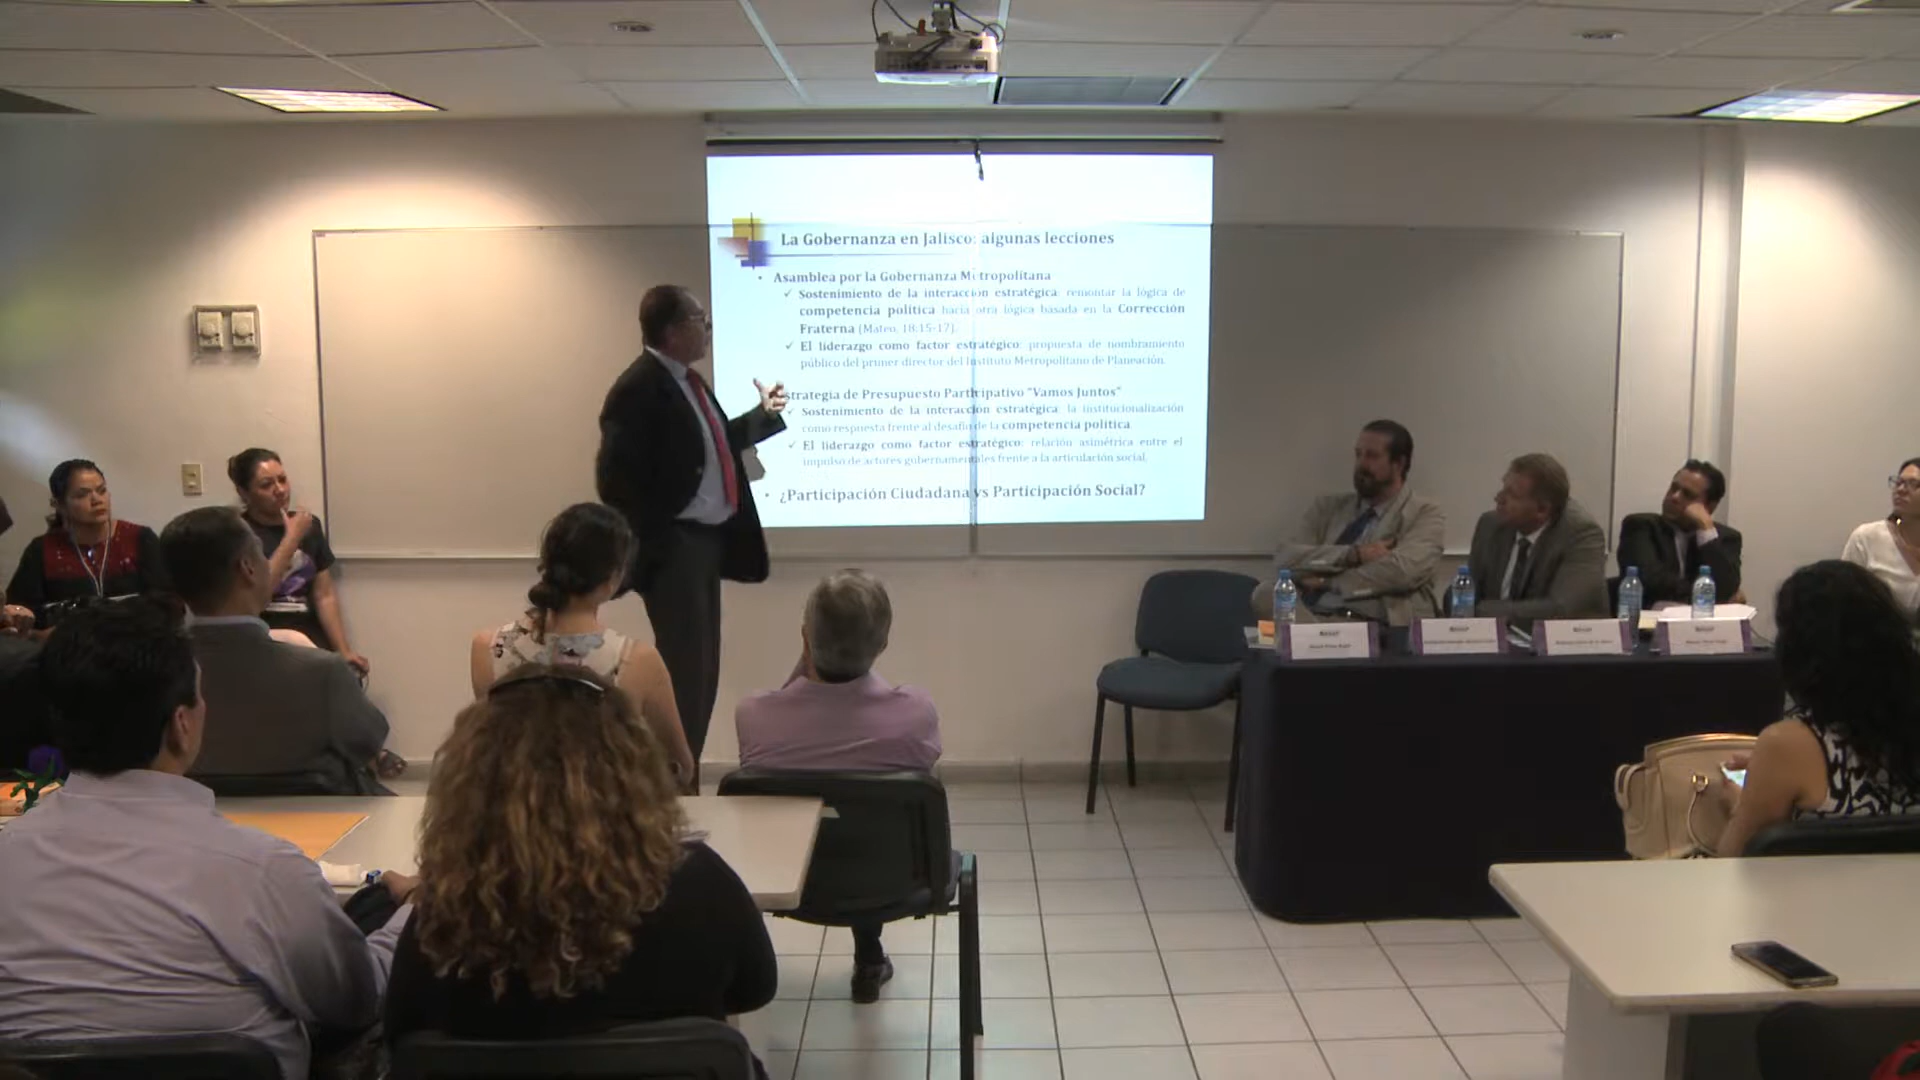 La Gobernanza en Jalisco: algunas lecciones
• Asamblea por la Gobernanza Metropolitana
✓ Sostenimiento de la interacción estratégica: remontar la lógica de
competencia política hacia otra lógica basada en la Corrección
Fraterna (Mateo, 18:15-17).
✓ El liderazgo como factor estratégico: propuesta de nombramiento
público del primer director del Instituto Metropolitano de Planeación.
strategia de Presupuesto Participativo "Vamos Juntos"
✓ Sostenimiento de la interacción estratégica: la institucionalización
como respuesta frente al desafío de la competencia política.
✓ El liderazgo como factor estratégico: relación asimétrica entre el
impulso de actores gubernamentales frente a la articulación social.
• ¿Participación Ciudadana vs Participación Social?